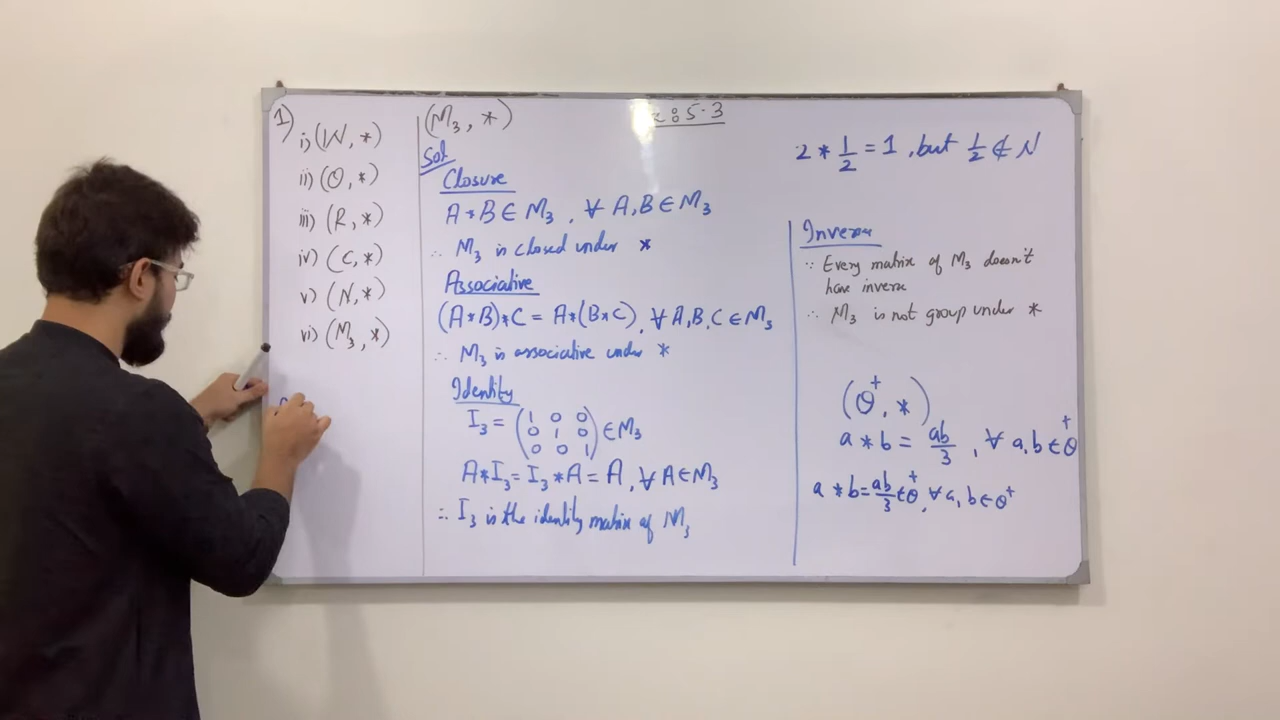 1)
i) (W, *)
ii) (Q, *)
iii) (R, *)
iv) (C, *)
v) (N, *)
vi) (M₃, *)
(M₃, *)
Sol
Closure
A * B ∈ M₃, ∀ A, B ∈ M₃
∴ M₃ is closed under *
Associative
(A * B) * C = A * (B * C), ∀ A, B, C ∈ M₃
∴ M₃ is associative under *
Identity
I₃ = (1 0 0
0 1 0
0 0 1) ∈ M₃
A * I₃ = I₃ * A = A, ∀ A ∈ M₃
∴ I₃ is the identity matrix of M₃
: 5.3
2 * 1/2 = 1, but 1/2 ∉ N
Inverse
∵ Every matrix of M₃ doesn't
have inverse
∴ M₃ is not group under *
(Q⁺, *)
a * b = ab/3, ∀ a, b ∈ Q⁺
a * b = ab/3 ∈ Q⁺, ∀ a, b ∈ Q⁺